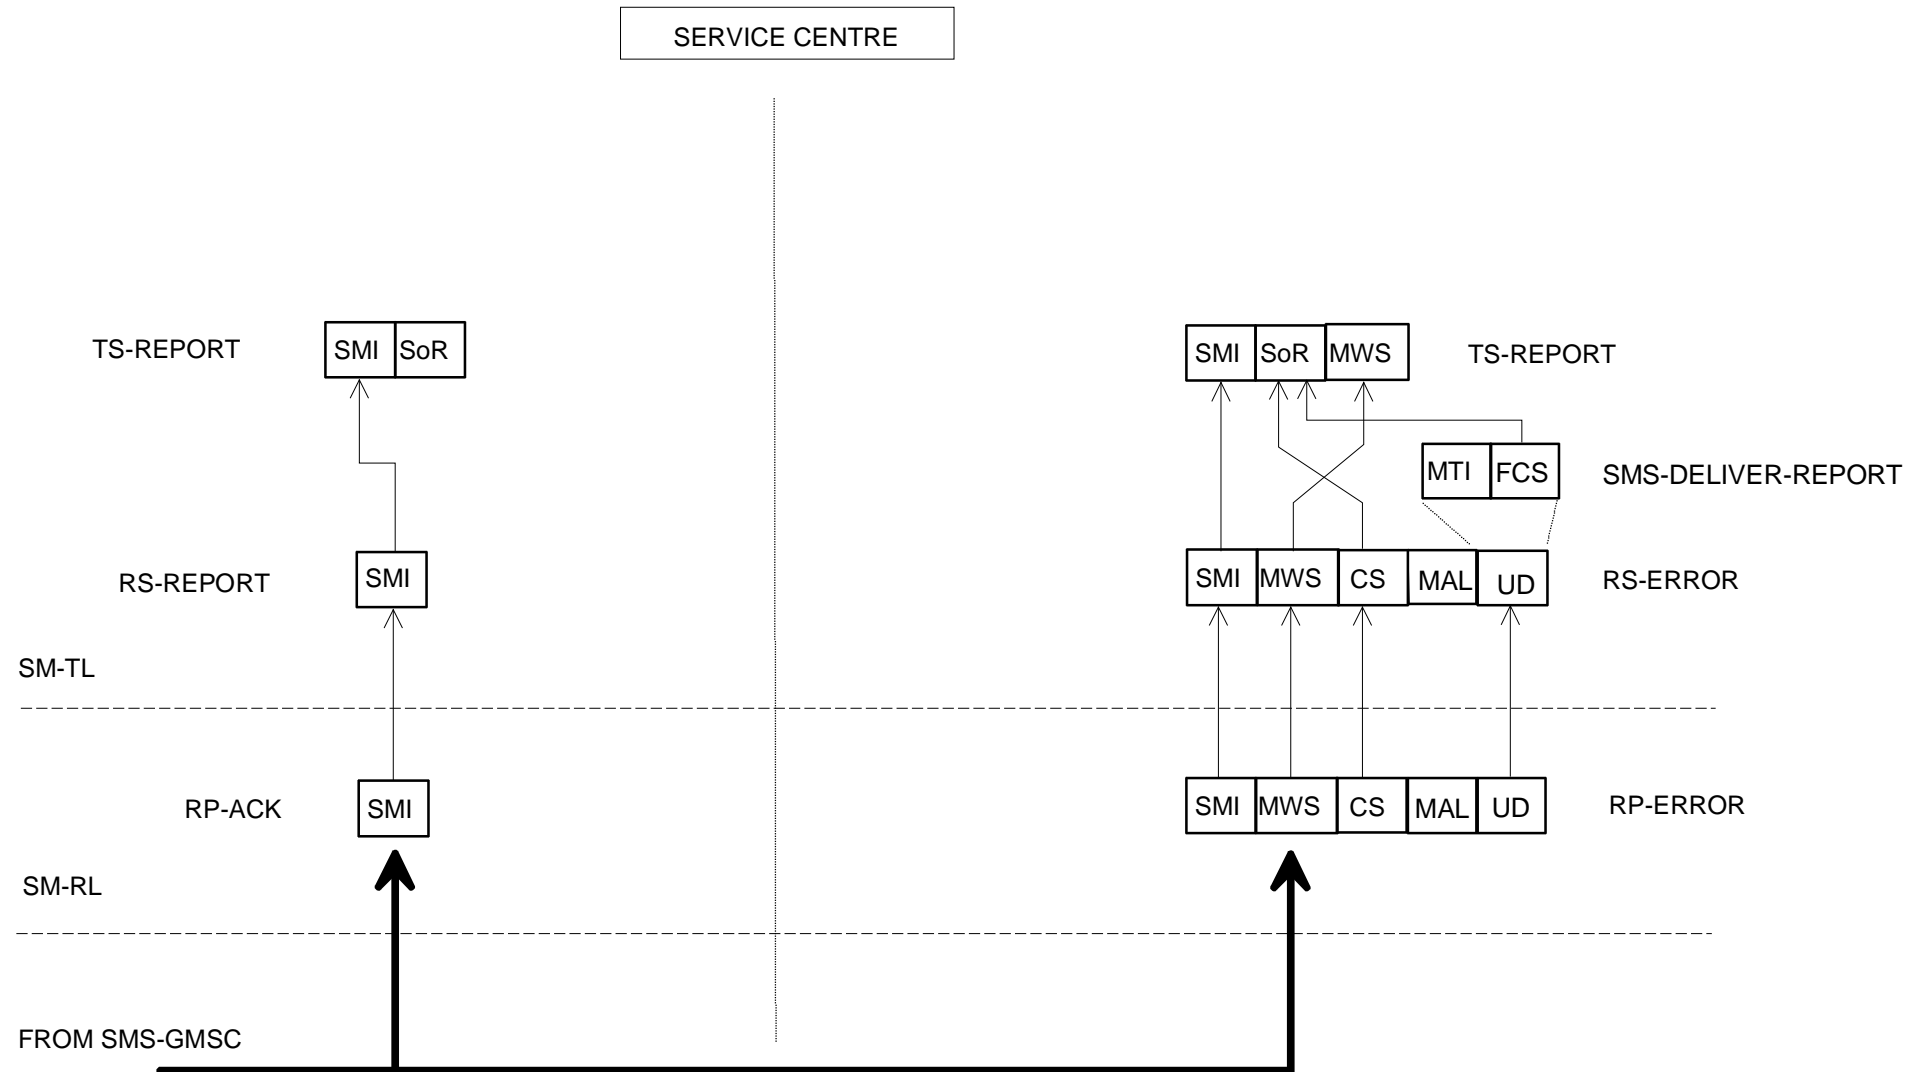 SERVICE CENTRE
TS-REPORT SMI SoR SMI SoR MWS TS-REPORT
MTI FCS SMS-DELIVER-REPORT
RS-REPORT SMI SMI MWS CS MAL UD RS-ERROR
SM-TL
RP-ACK SMI SMI MWS CS MAL UD RP-ERROR
SM-RL
FROM SMS-GMSC